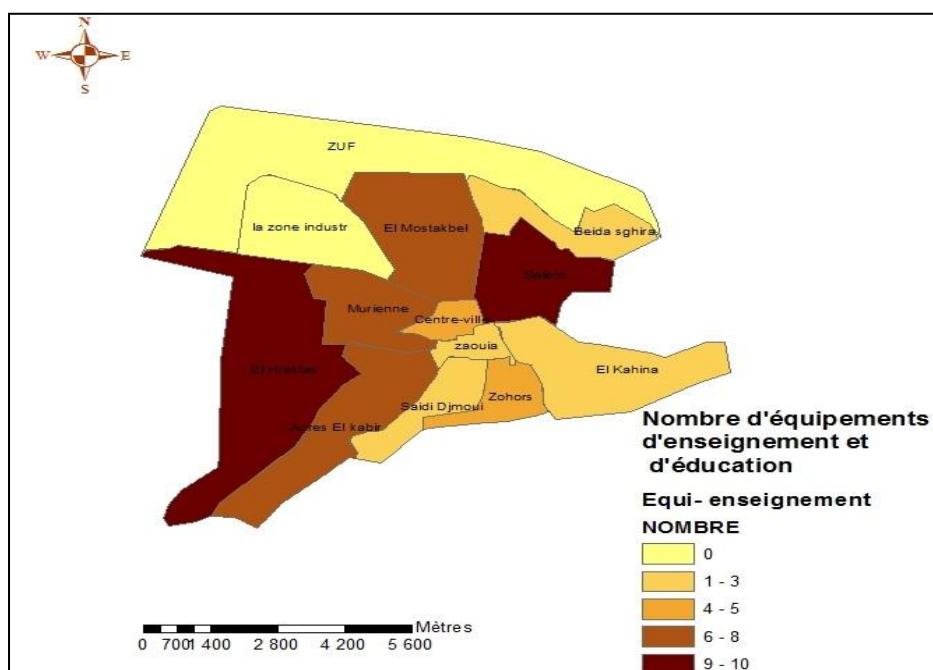 N
W E
S
ZUF
la zone industr
El Mostakbel
Beida sghira
Selem
Murienne
Centre-ville
zaouia
El Kahina
Saidi Djmoui
Zohors
Aures El kabir
Nombre d'équipements
d'enseignement et
d'éducation
Equi- enseignement
NOMBRE
0
1 - 3
4 - 5
6 - 8
9 - 10
Mètres
0 700 1 400 2 800 4 200 5 600